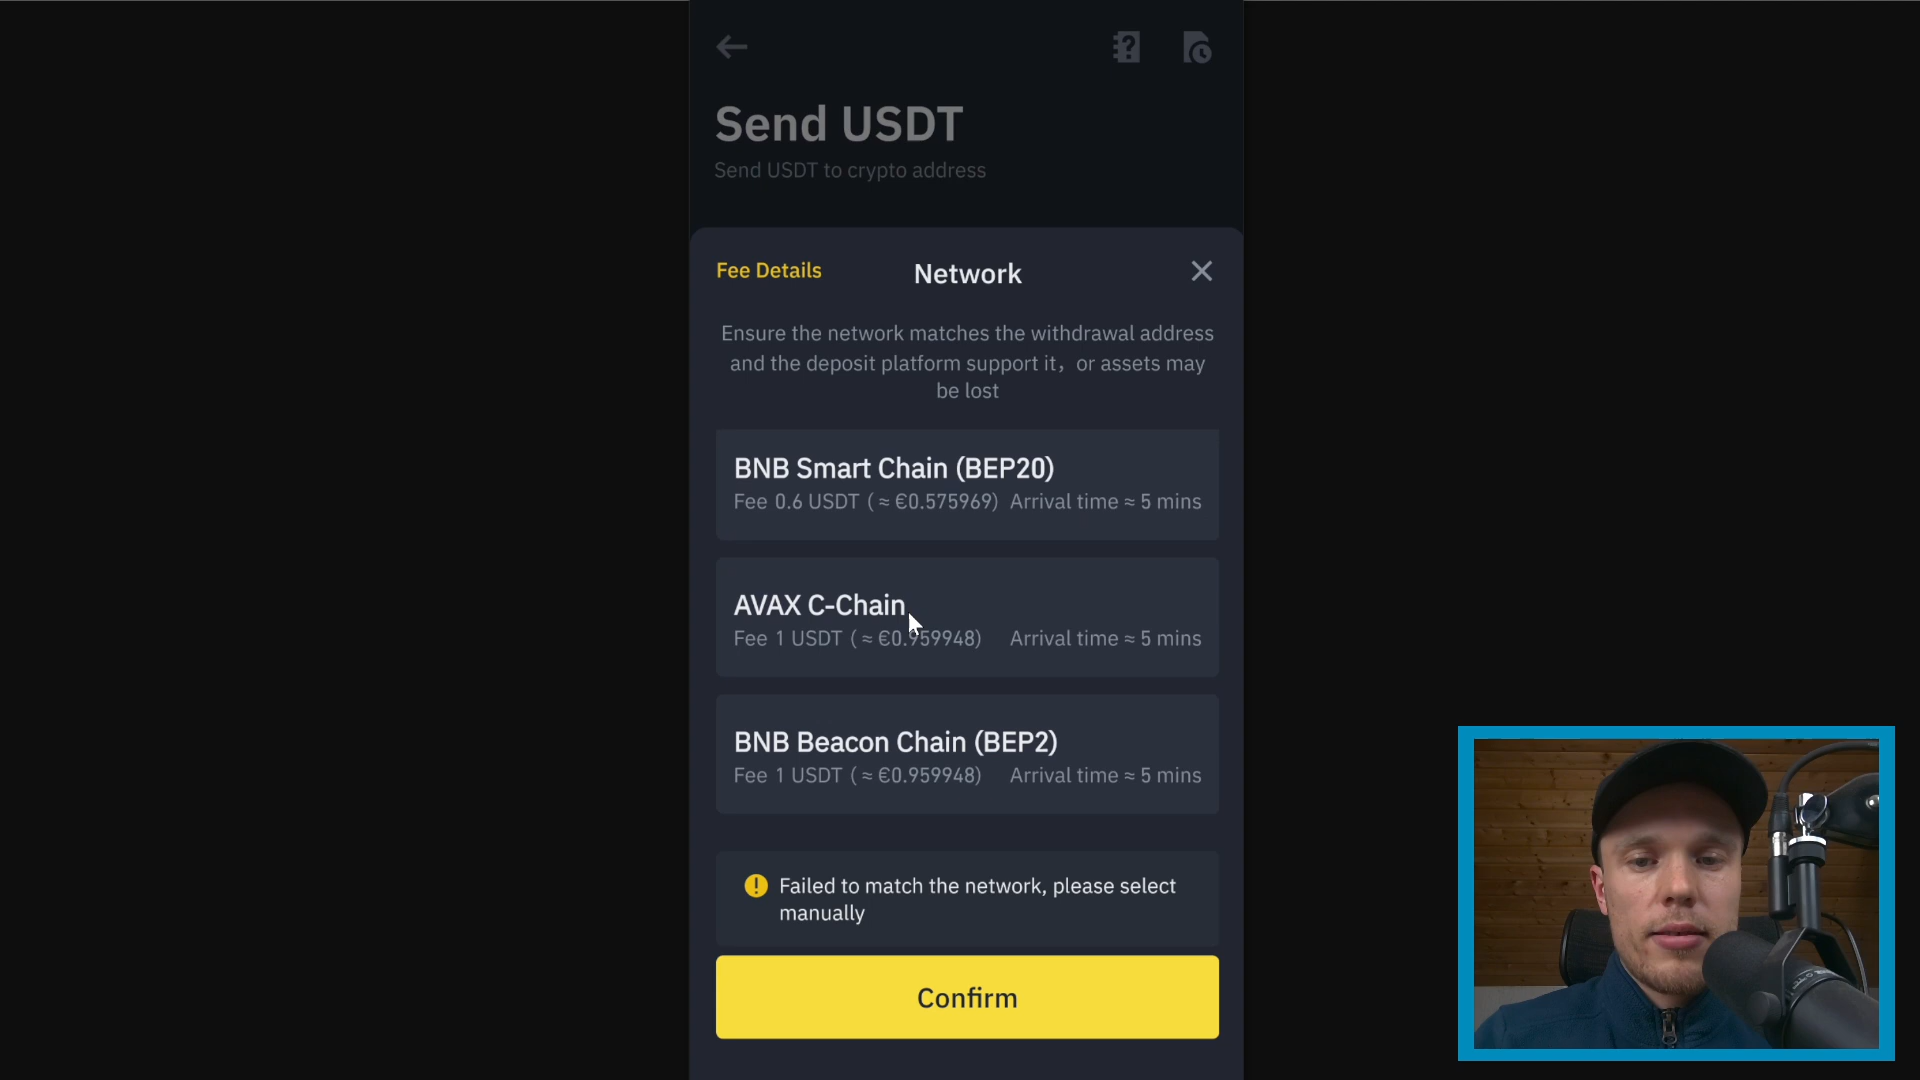 Send USDT
Send USDT to crypto address
Fee Details
Network
Ensure the network matches the withdrawal address
and the deposit platform support it，or assets may
be lost
BNB Smart Chain (BEP20)
Fee 0.6 USDT ( ≈ €0.575969) Arrival time ≈ 5 mins
AVAX C-Chain
Fee 1 USDT ( ≈ €0.959948) Arrival time ≈ 5 mins
BNB Beacon Chain (BEP2)
Fee 1 USDT ( ≈ €0.959948) Arrival time ≈ 5 mins
Failed to match the network, please select
manually
Confirm